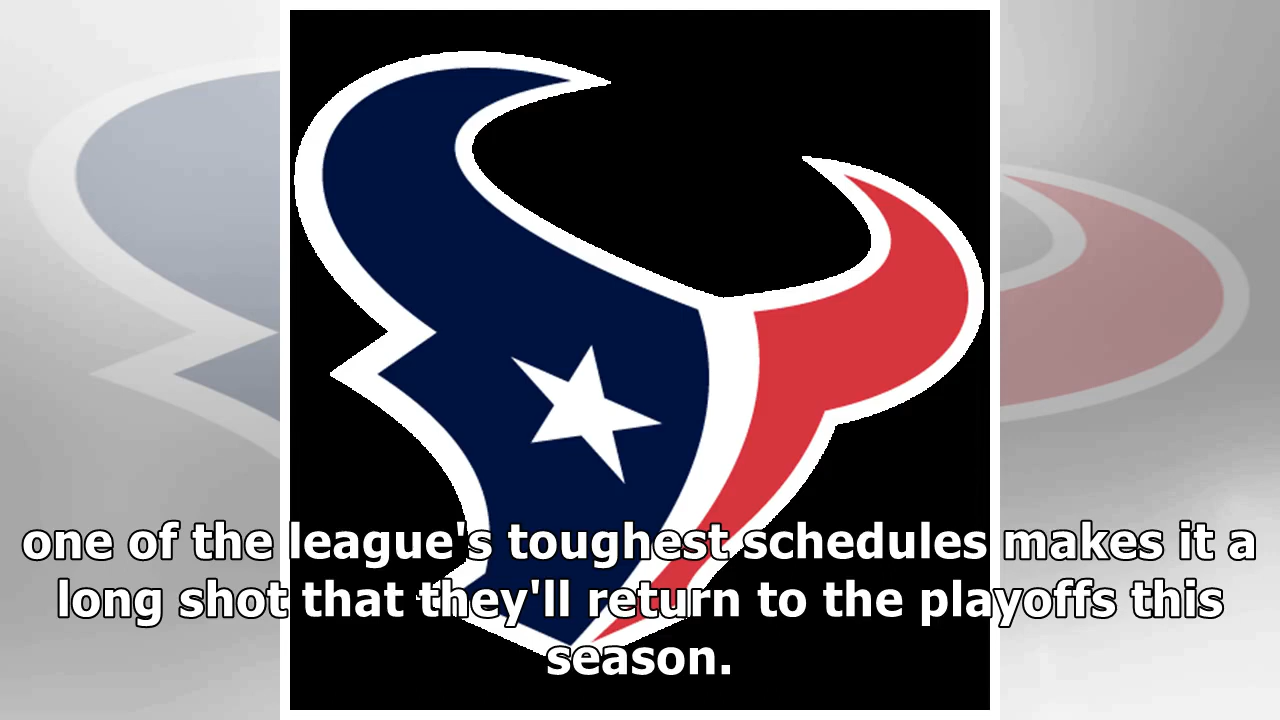 one of the league's toughest schedules makes it a
long shot that they'll return to the playoffs this
season.